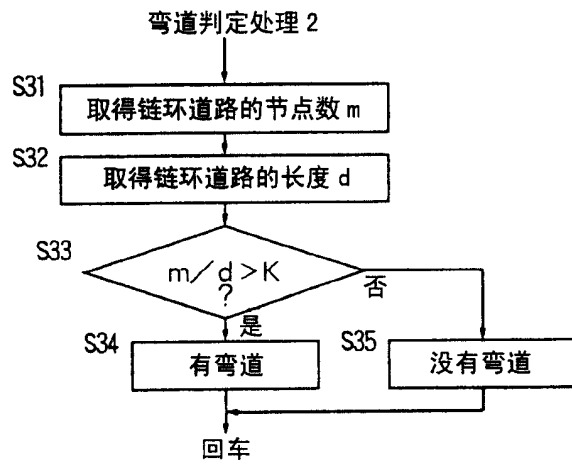 弯道判定处理2
S31
取得链环道路的节点数m
S32
取得链环道路的长度d
S33
m/d>K
?
否
是
S34
有弯道
S35
没有弯道
回车